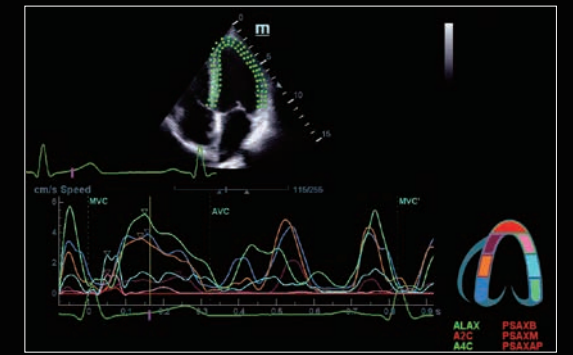 0
m
5
10
15
115/255
cm/s Speed
MVC
AVC
MVC'
6
4
2
0
0 0.1 0.2 0.3 0.4 0.5 0.6 0.7 0.8 0.9 s
ALAX PSAXB
A2C PSAXM
A4C PSAXAP